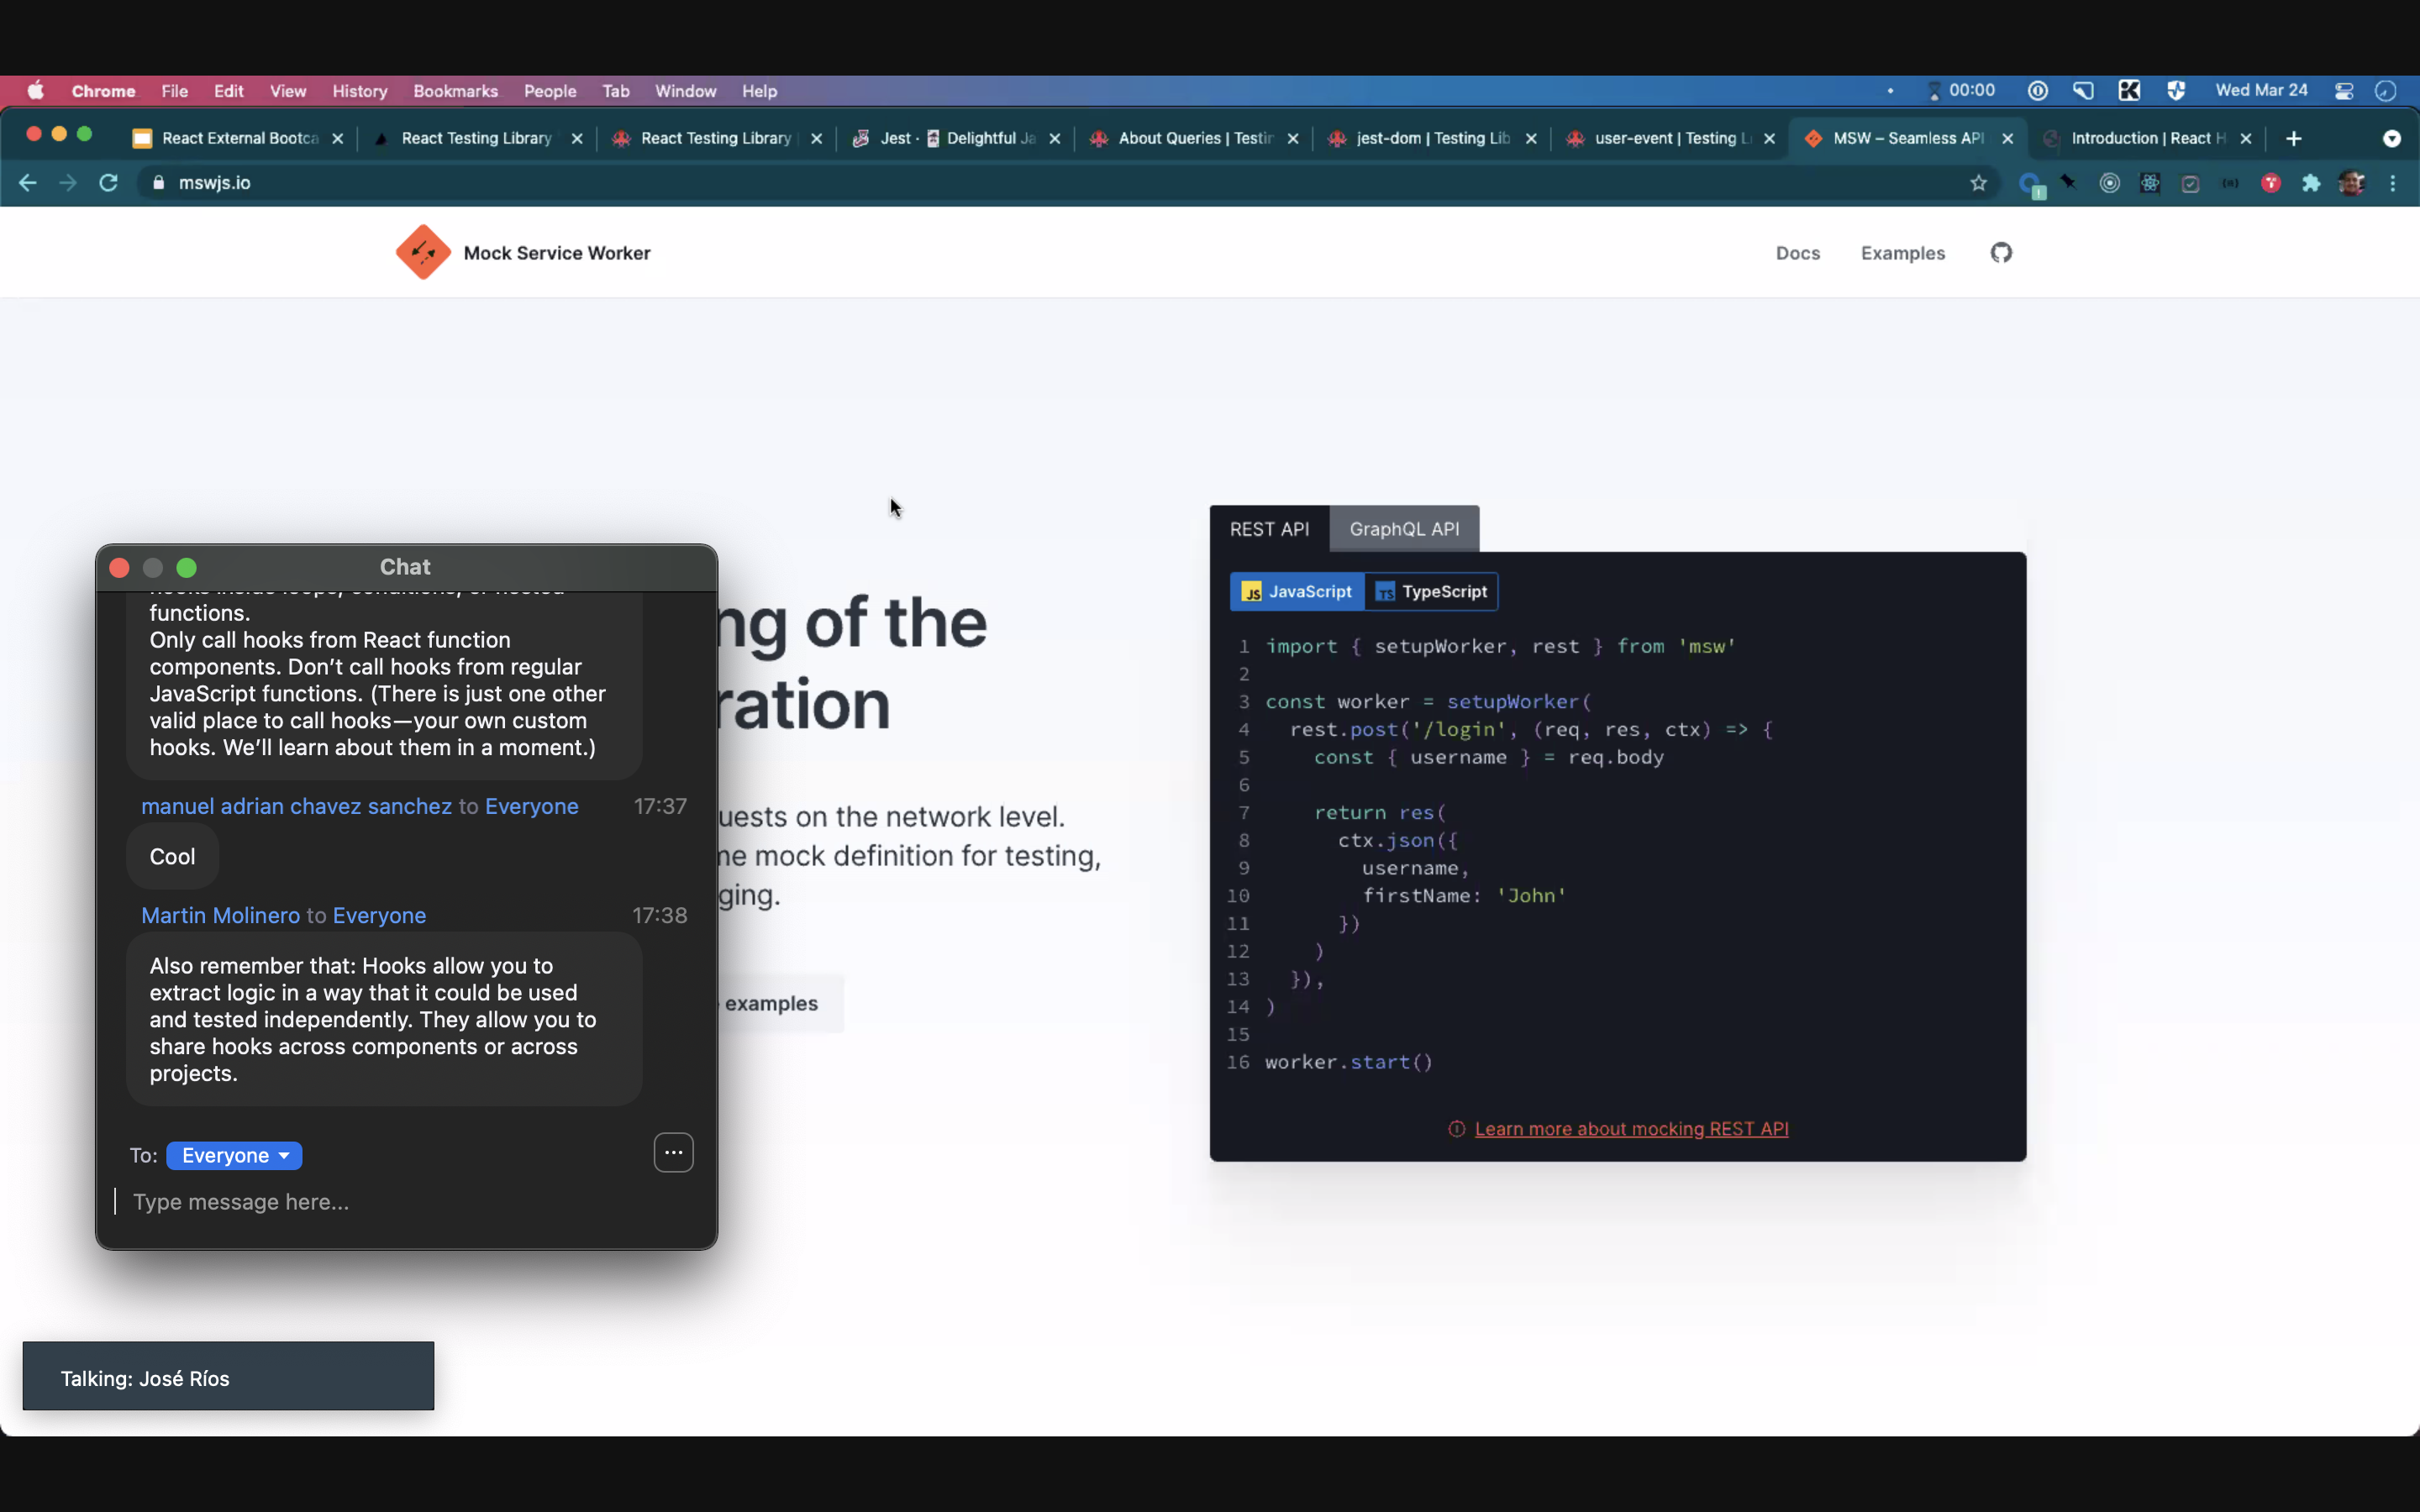 Chrome File Edit View History Bookmarks People Tab Window Help 00:00 Wed Mar 24
React External Bootca React Testing Library React Testing Library Jest · Delightful Ja About Queries | Testin jest-dom | Testing Lib user-event | Testing L MSW – Seamless API Introduction | React H
mswjs.io
Mock Service Worker Docs Examples
ng of the
ration
uests on the network level.
me mock definition for testing,
ging.
examples
Chat
functions.
Only call hooks from React function
components. Don't call hooks from regular
JavaScript functions. (There is just one other
valid place to call hooks—your own custom
hooks. We'll learn about them in a moment.)
manuel adrian chavez sanchez to Everyone 17:37
Cool
Martin Molinero to Everyone 17:38
Also remember that: Hooks allow you to
extract logic in a way that it could be used
and tested independently. They allow you to
share hooks across components or across
projects.
To: Everyone
Type message here...
REST API GraphQL API
JS JavaScript TS TypeScript
1 import { setupWorker, rest } from 'msw'
2
3 const worker = setupWorker(
4 rest.post('/login', (req, res, ctx) => {
5 const { username } = req.body
6
7 return res(
8 ctx.json({
9 username,
10 firstName: 'John'
11 })
12 )
13 }),
14 )
15
16 worker.start()
Learn more about mocking REST API
Talking: José Ríos